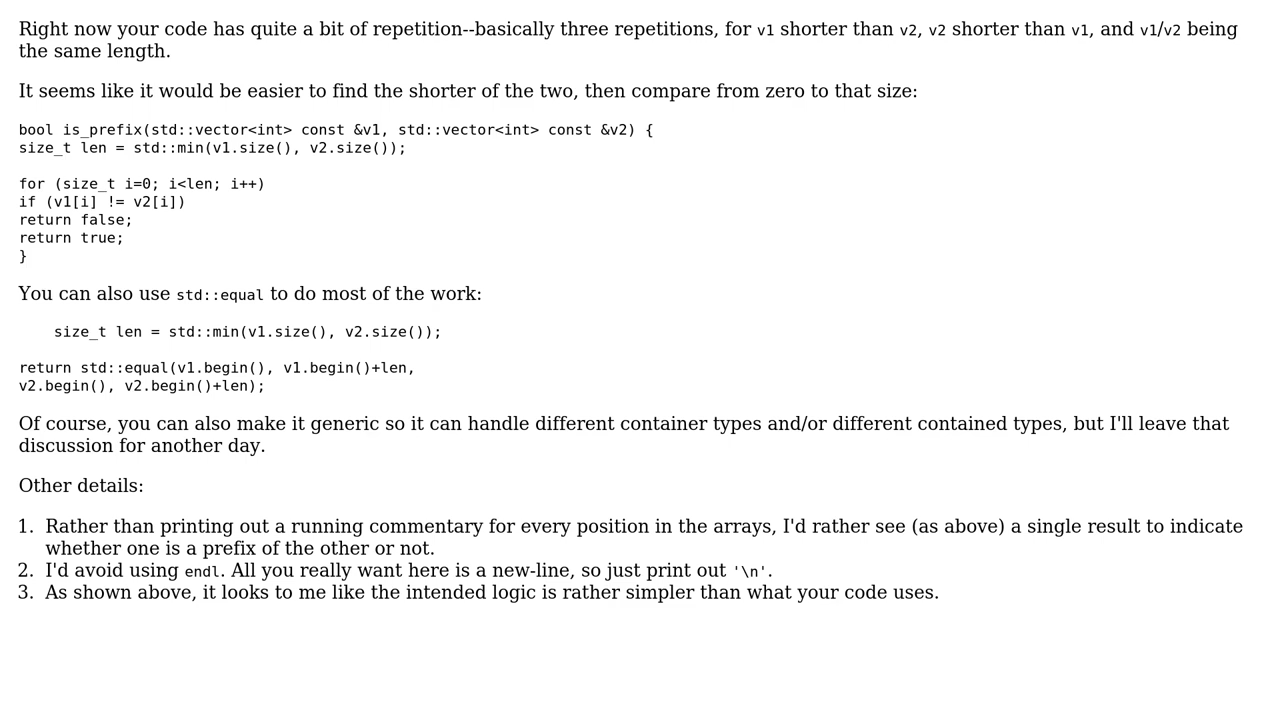 Right now your code has quite a bit of repetition--basically three repetitions, for v1 shorter than v2, v2 shorter than v1, and v1/v2 being
the same length.
It seems like it would be easier to find the shorter of the two, then compare from zero to that size:
bool is_prefix(std::vector<int> const &v1, std::vector<int> const &v2) {
size_t len = std::min(v1.size(), v2.size());
for (size_t i=0; i<len; i++)
if (v1[i] != v2[i])
return false;
return true;
}
You can also use std::equal to do most of the work:
    size_t len = std::min(v1.size(), v2.size());
return std::equal(v1.begin(), v1.begin()+len,
v2.begin(), v2.begin()+len);
Of course, you can also make it generic so it can handle different container types and/or different contained types, but I'll leave that
discussion for another day.
Other details:
1. Rather than printing out a running commentary for every position in the arrays, I'd rather see (as above) a single result to indicate
whether one is a prefix of the other or not.
2. I'd avoid using endl. All you really want here is a new-line, so just print out '\n'.
3. As shown above, it looks to me like the intended logic is rather simpler than what your code uses.